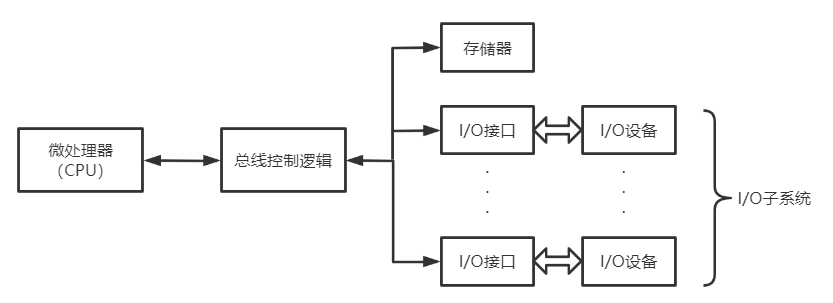 存储器
I/O接口
I/O设备
微处理器
（CPU）
总线控制逻辑
I/O子系统
I/O接口
I/O设备